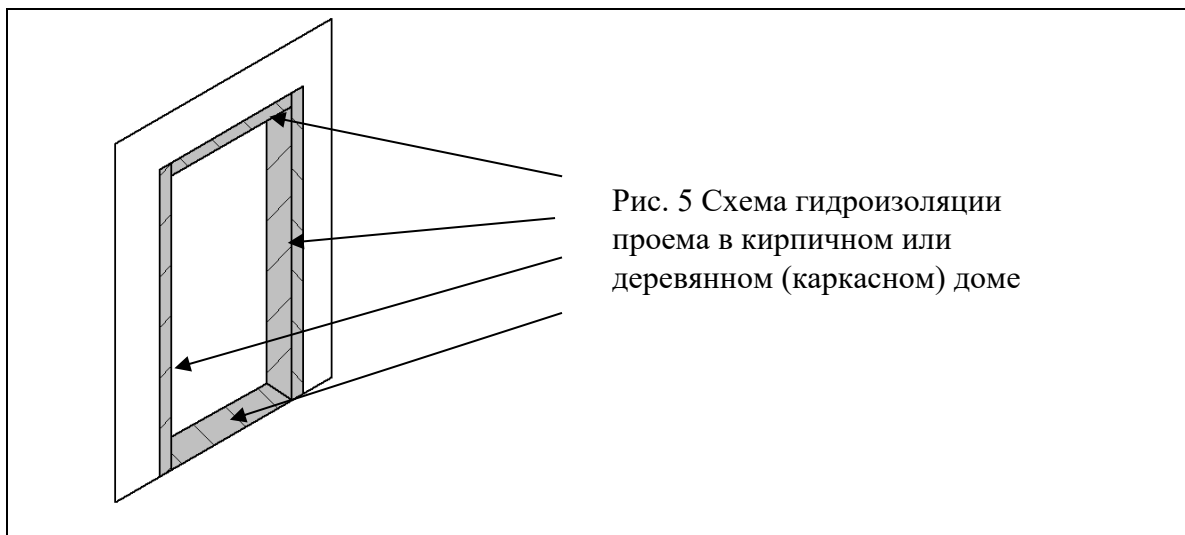 Рис. 5 Схема гидроизоляции
проема в кирпичном или
деревянном (каркасном) доме